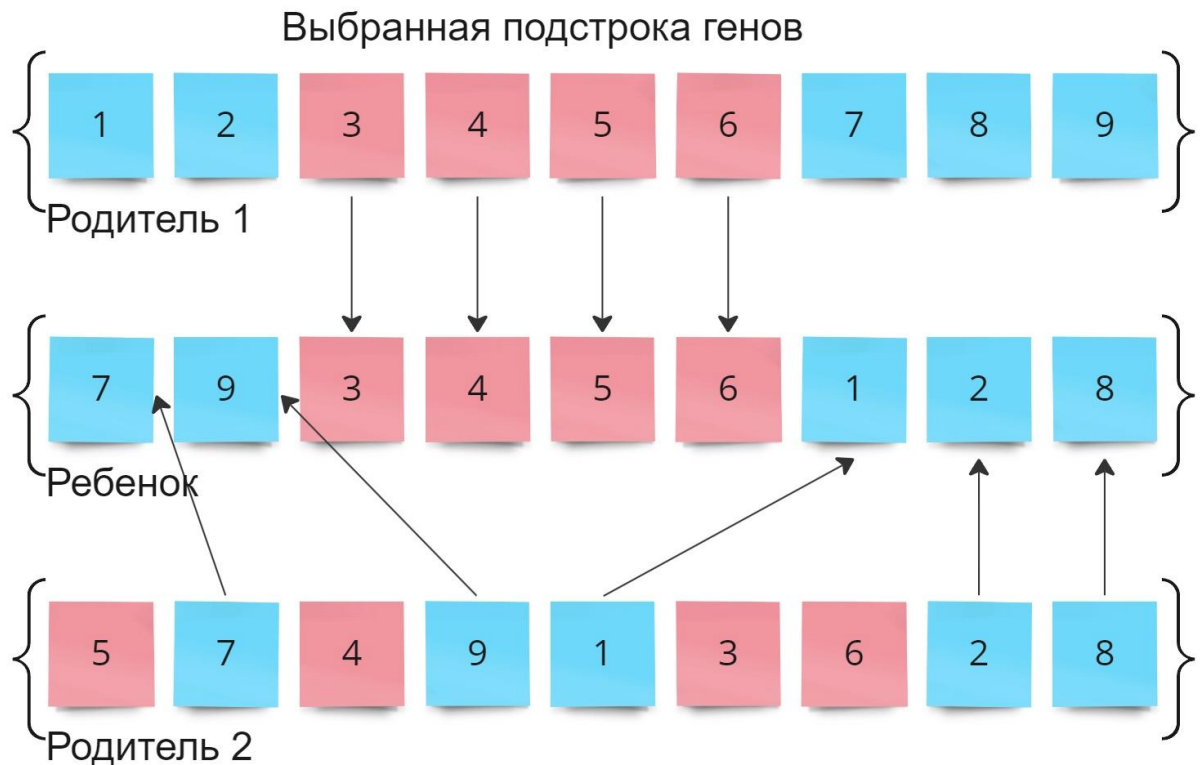 Выбранная подстрока генов
1 2 3 4 5 6 7 8 9
Родитель 1
7 9 3 4 5 6 1 2 8
Ребенок
5 7 4 9 1 3 6 2 8
Родитель 2